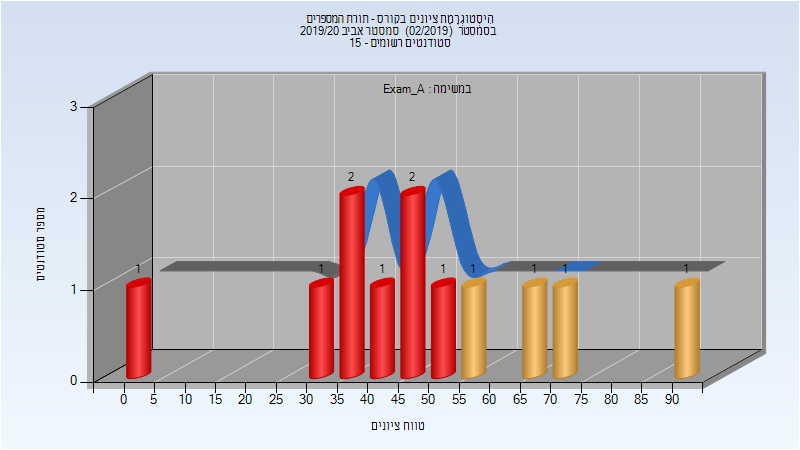 היסטוגרמת ציונים בקורס - תורת המספרים
בסמסטר (02/2019) סמסטר אביב 2019/20
סטודנטים רשומים - 15
במשימה : Exam_A
מספר סטודנטים
3
2
1
0
1 1 2 1 2 1 1 1 1 1
0 5 10 15 20 25 30 35 40 45 50 55 60 65 70 75 80 85 90
טווח ציונים